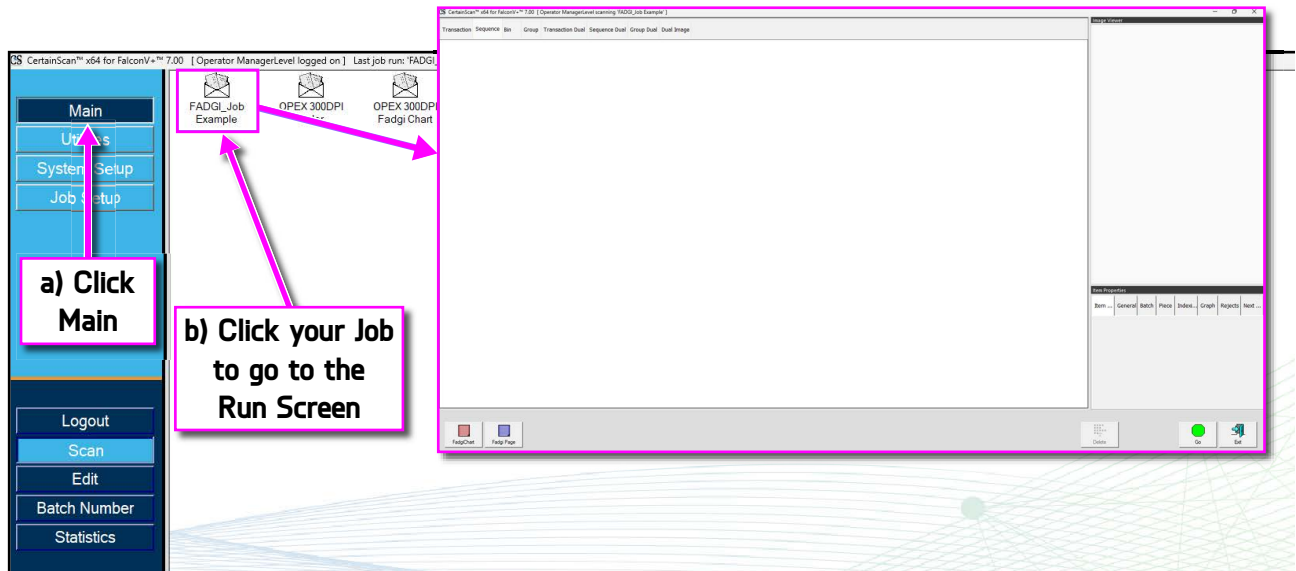 CS CertainScan™ x64 for FalconV+™ 7.00 [ Operator ManagerLevel scanning 'FADGI_Job Example' ]
Transaction Sequence Bin Group Transaction Dual Sequence Dual Group Dual Dual Image
Image Viewer
CS CertainScan™ x64 for FalconV+™ 7.00 [ Operator ManagerLevel logged on ] Last job run: 'FADGI_
Main
System Setup
Job Setup
FADGI_Job
Example
OPEX 300DPI
OPEX 300DP
Fadgi Chart
a) Click
Main
b) Click your Job
to go to the
Run Screen
Item Properties
Item ... General Batch Piece Indexi... Graph Rejects Next ...
FadgiChart Fadgi Page Delete Go Exit
Logout
Scan
Edit
Batch Number
Statistics